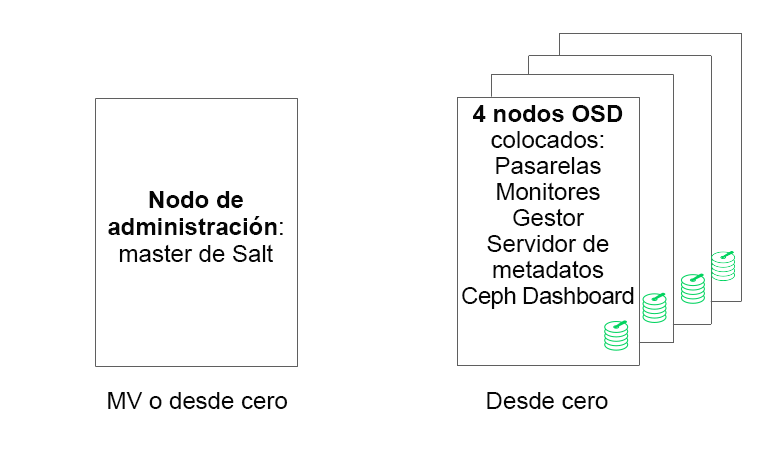 Nodo de
administración:
master de Salt
MV o desde cero
4 nodos OSD
colocados:
Pasarelas
Monitores
Gestor
Servidor de
metadatos
Ceph Dashboard
Desde cero